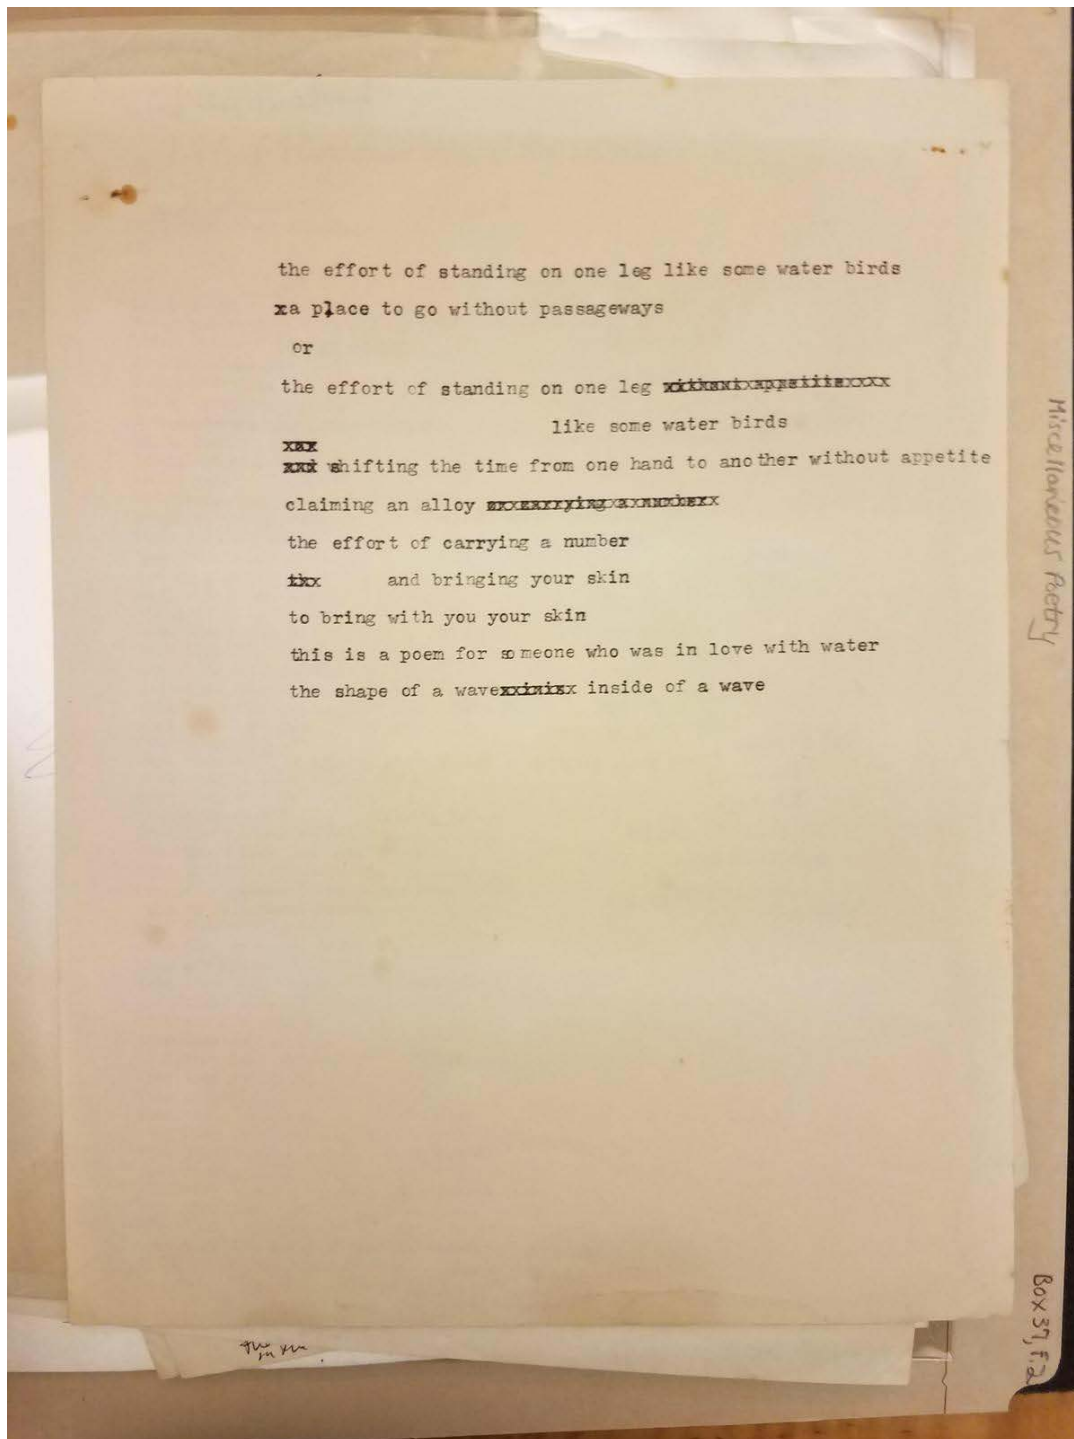 the effort of standing on one leg like some water birds
xa place to go without passageways
or
the effort of standing on one leg
like some water birds
shifting the time from one hand to another without appetite
claiming an alloy
the effort of carrying a number
and bringing your skin
to bring with you your skin
this is a poem for someone who was in love with water
the shape of a wave inside of a wave
Miscellaneous Poetry
Box 37, F.2